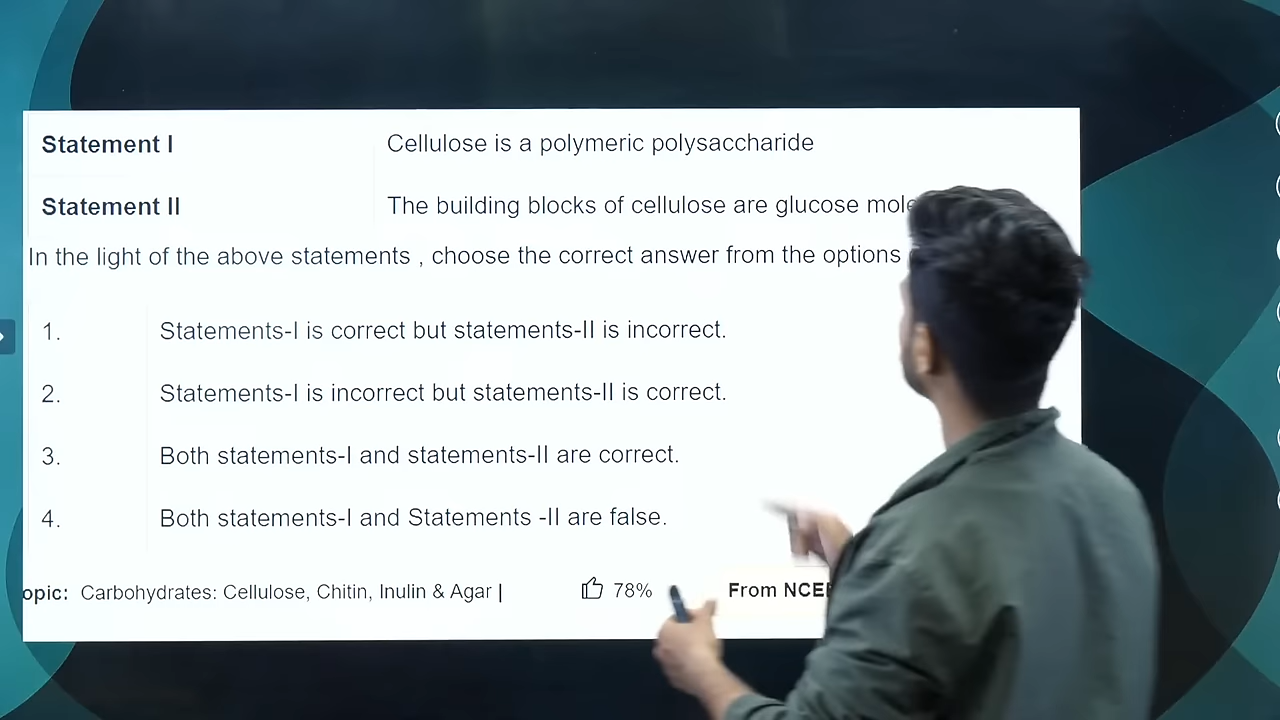 Statement I Cellulose is a polymeric polysaccharide
Statement II The building blocks of cellulose are glucose
In the light of the above statements , choose the correct answer from the options
1. Statements-I is correct but statements-II is incorrect.
2. Statements-I is incorrect but statements-II is correct.
3. Both statements-I and statements-II are correct.
4. Both statements-I and Statements -II are false.
Carbohydrates: Cellulose, Chitin, Inulin & Agar | 78% From